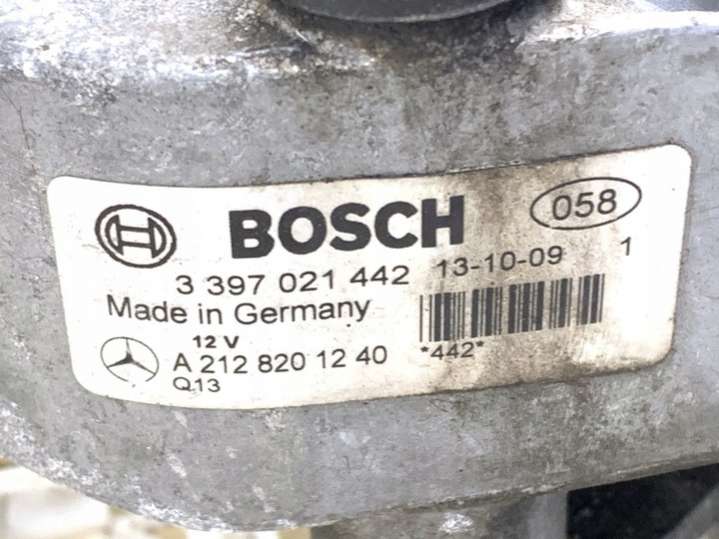 BOSCH
058
3 397 021 442
13-10-09
1
Made in Germany
12 V
A 212 820 12 40
*442*
Q.13